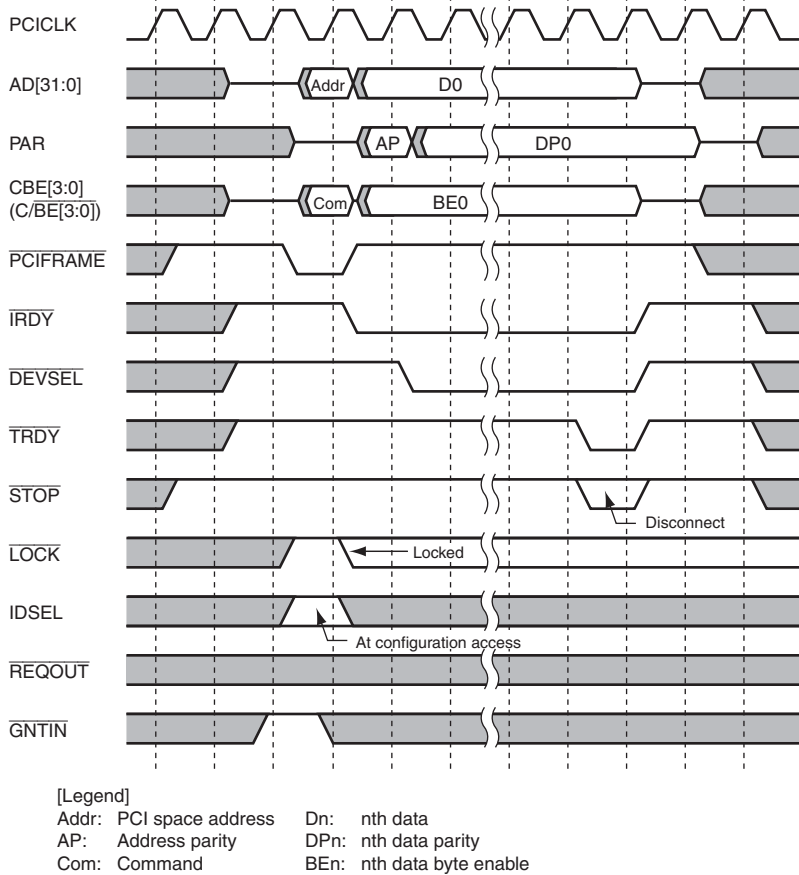 PCICLK
AD[31:0]
Addr
D0
PAR
AP
DP0
CBE[3:0]
(C/BE[3:0])
Com
BE0
PCIFRAME
IRDY
DEVSEL
TRDY
STOP
Disconnect
LOCK
Locked
IDSEL
At configuration access
REQOUT
GNTIN
[Legend]
Addr: PCI space address Dn: nth data
AP: Address parity DPn: nth data parity
Com: Command BEn: nth data byte enable